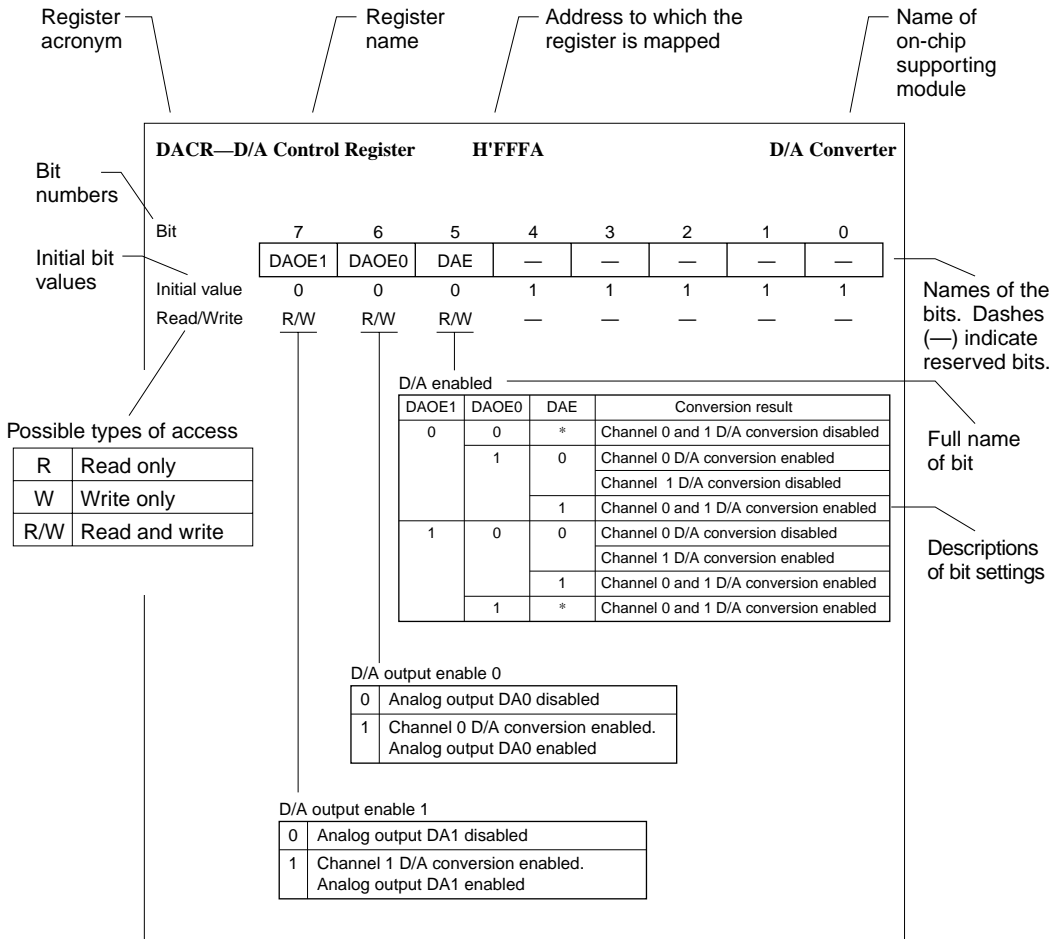 Register acronym
Register name
Address to which the register is mapped
Name of on-chip supporting module
DACR—D/A Control Register H'FFFA D/A Converter
Bit numbers
Bit 7 6 5 4 3 2 1 0
Initial bit values
DAOE1 DAOE0 DAE — — — — —
Initial value 0 0 0 1 1 1 1 1
Read/Write R/W R/W R/W — — — — —
Names of the bits. Dashes (—) indicate reserved bits.
D/A enabled
DAOE1 DAOE0 DAE Conversion result
0 0 * Channel 0 and 1 D/A conversion disabled
1 0 Channel 0 D/A conversion enabled
Channel 1 D/A conversion disabled
1 Channel 0 and 1 D/A conversion enabled
1 0 0 Channel 0 D/A conversion disabled
Channel 1 D/A conversion enabled
1 Channel 0 and 1 D/A conversion enabled
1 * Channel 0 and 1 D/A conversion enabled
Full name of bit
Descriptions of bit settings
Possible types of access
R Read only
W Write only
R/W Read and write
D/A output enable 0
0 Analog output DA0 disabled
1 Channel 0 D/A conversion enabled.
Analog output DA0 enabled
D/A output enable 1
0 Analog output DA1 disabled
1 Channel 1 D/A conversion enabled.
Analog output DA1 enabled